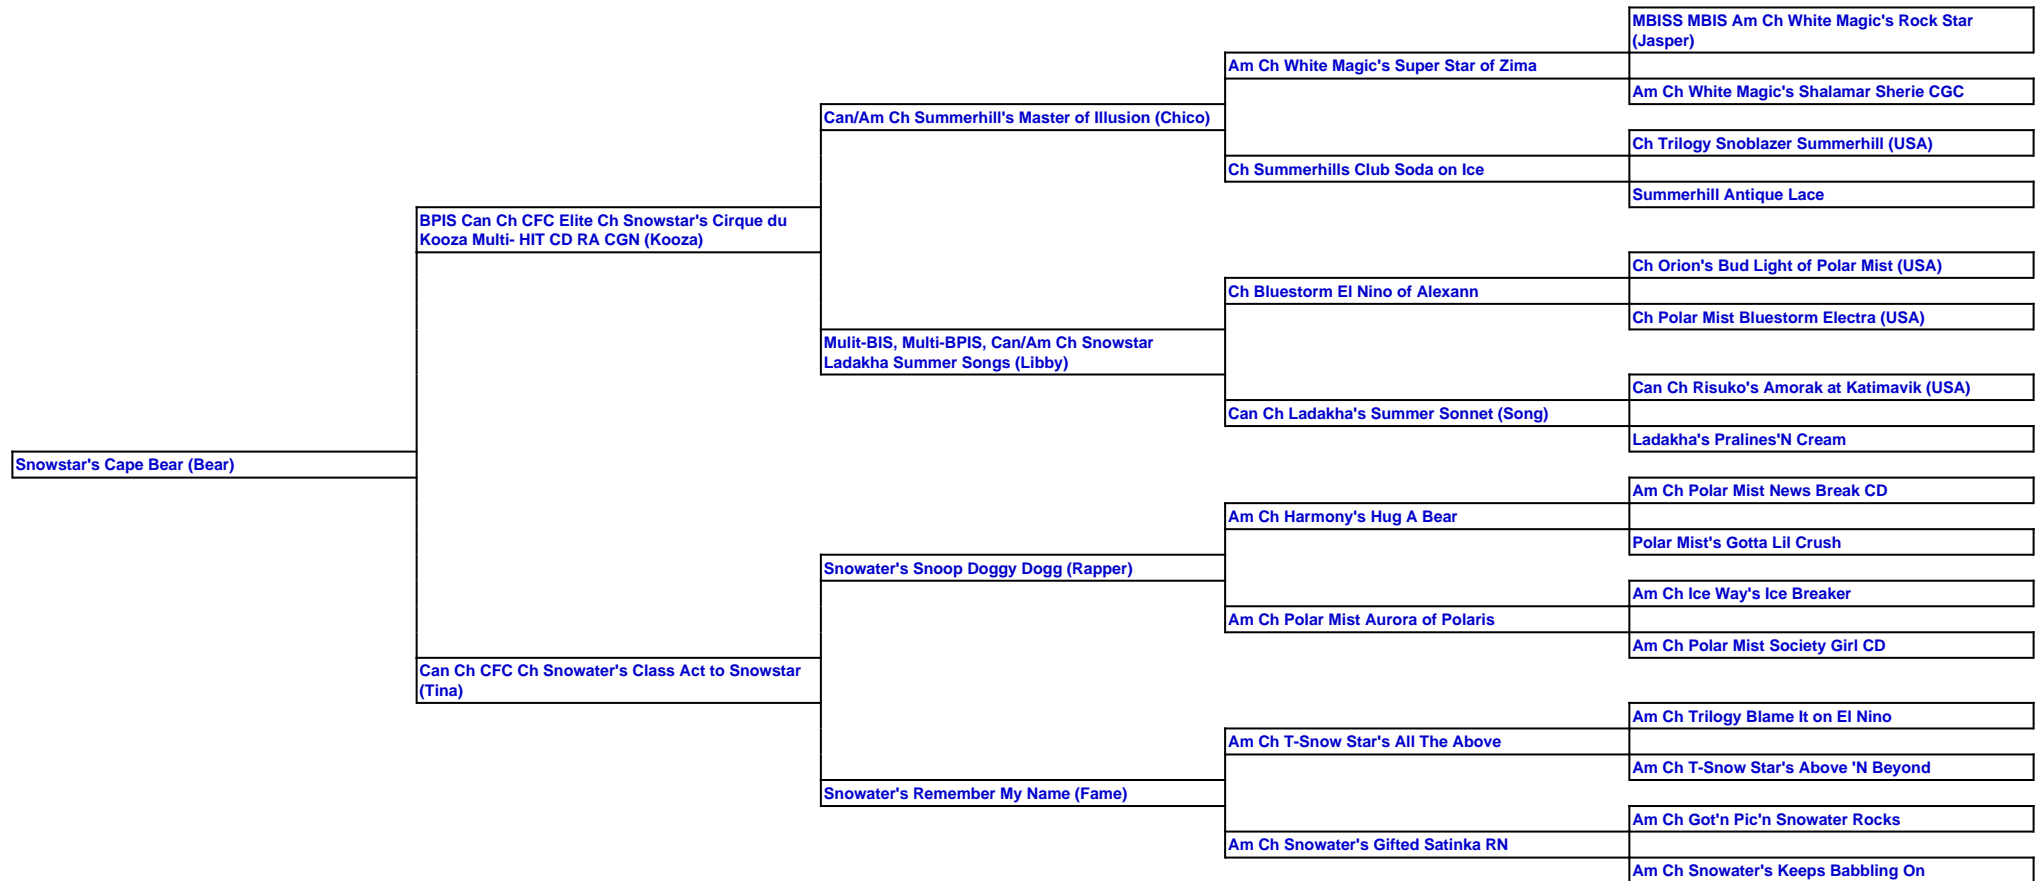 MBISS MBIS Am Ch White Magic's Rock Star
(Jasper)
Am Ch White Magic's Super Star of Zima
Am Ch White Magic's Shalamar Sherie CGC
Can/Am Ch Summerhill's Master of Illusion (Chico)
Ch Trilogy Snoblazer Summerhill (USA)
Ch Summerhills Club Soda on Ice
Summerhill Antique Lace
BPIS Can Ch CFC Elite Ch Snowstar's Cirque du
Kooza Multi- HIT CD RA CGN (Kooza)
Ch Orion's Bud Light of Polar Mist (USA)
Ch Bluestorm El Nino of Alexann
Ch Polar Mist Bluestorm Electra (USA)
Mulit-BIS, Multi-BPIS, Can/Am Ch Snowstar
Ladakha Summer Songs (Libby)
Can Ch Risuko's Amorak at Katimavik (USA)
Can Ch Ladakha's Summer Sonnet (Song)
Ladakha's Pralines'N Cream
Snowstar's Cape Bear (Bear)
Am Ch Polar Mist News Break CD
Am Ch Harmony's Hug A Bear
Polar Mist's Gotta Lil Crush
Snowater's Snoop Doggy Dogg (Rapper)
Am Ch Ice Way's Ice Breaker
Am Ch Polar Mist Aurora of Polaris
Am Ch Polar Mist Society Girl CD
Can Ch CFC Ch Snowater's Class Act to Snowstar
(Tina)
Am Ch Trilogy Blame It on El Nino
Am Ch T-Snow Star's All The Above
Am Ch T-Snow Star's Above 'N Beyond
Snowater's Remember My Name (Fame)
Am Ch Got'n Pic'n Snowater Rocks
Am Ch Snowater's Gifted Satinka RN
Am Ch Snowater's Keeps Babbling On